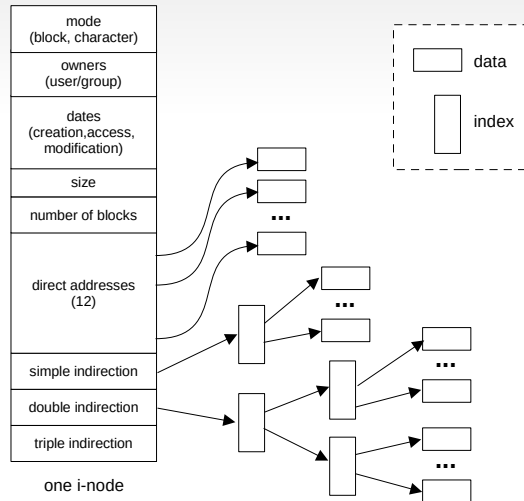 mode
(block, character)
owners
(user/group)
dates
(creation,access,
modification)
size
number of blocks
direct addresses
(12)
simple indirection
double indirection
triple indirection
one i-node
...
...
...
...
data
index